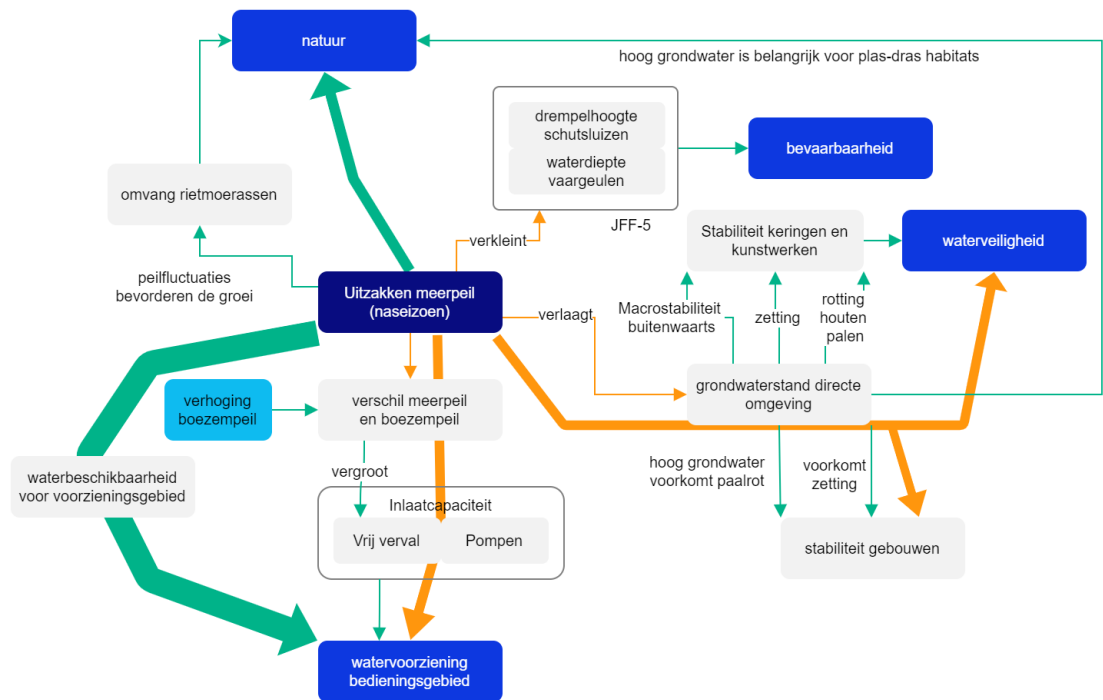 natuur
hoog grondwater is belangrijk voor plas-dras habitats
drempelhoogte
schutsluizen
waterdiepte
vaargeulen
bevaarbaarheid
omvang rietmoerassen
JFF-5
Stabiliteit keringen en
kunstwerken
waterveiligheid
verkleint
peilfluctuaties
bevorderen de groei
Uitzakken meerpeil
(naseizoen)
verlaagt
Macrostabiliteit
buitenwaarts
zetting
rotting
houten
palen
verhoging
boezempeil
verschil meerpeil
en boezempeil
grondwaterstand directe
omgeving
waterbeschikbaarheid
voor voorzieningsgebied
vergroot
hoog grondwater
voorkomt paalrot
voorkomt
zetting
Inlaatcapaciteit
Vrij verval
Pompen
stabiliteit gebouwen
watervoorziening
bedieningsgebied